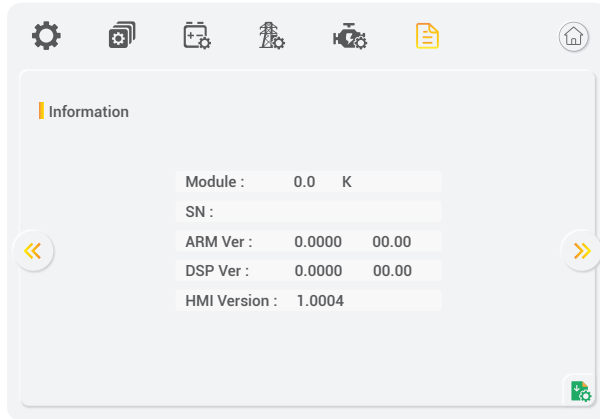 Information
Module : 0.0 K
SN :
ARM Ver : 0.0000 00.00
DSP Ver : 0.0000 00.00
HMI Version : 1.0004